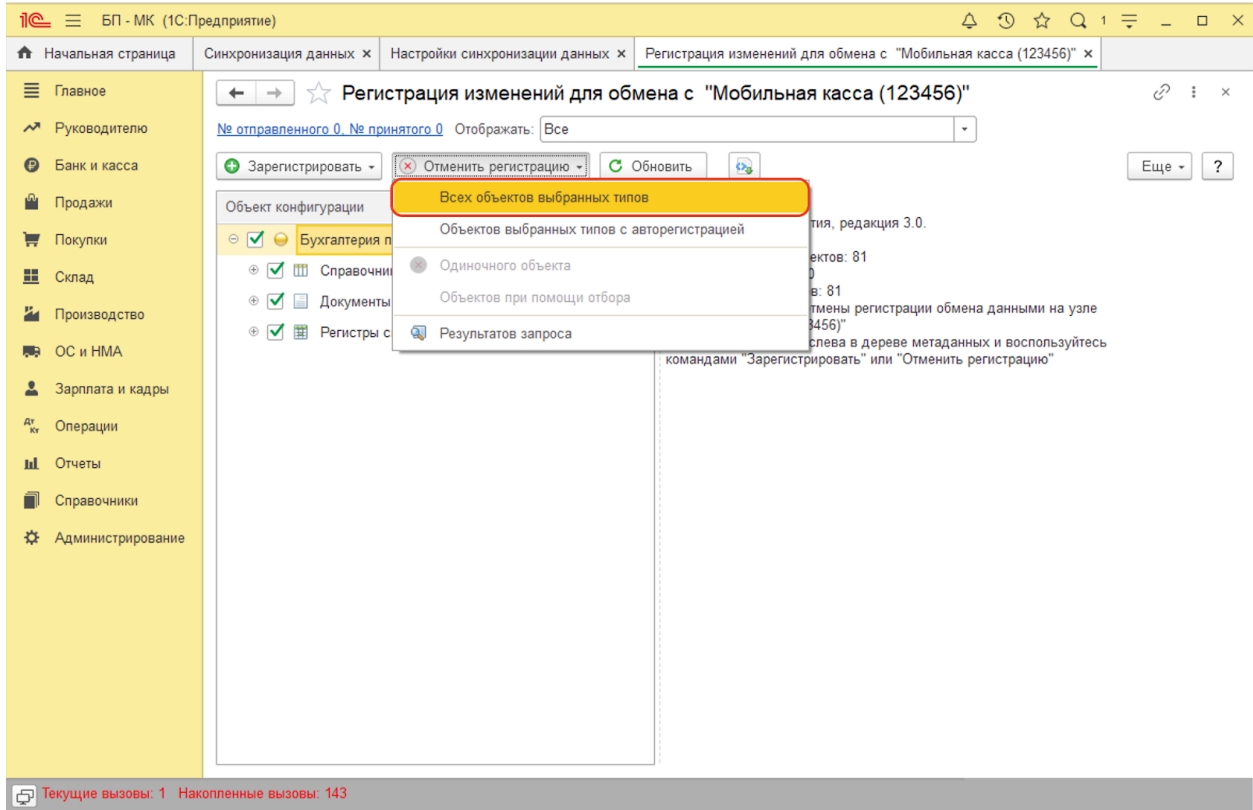 1С БП - МК (1С:Предприятие) 1
Начальная страница Синхронизация данных × Настройки синхронизации данных × Регистрация изменений для обмена с "Мобильная касса (123456)" ×
Главное
Руководителю
Банк и касса
Продажи
Покупки
Склад
Производство
ОС и НМА
Зарплата и кадры
Дт Кт Операции
Отчеты
Справочники
Администрирование
Регистрация изменений для обмена с "Мобильная касса (123456)"
№ отправленного 0, № принятого 0 Отображать: Все
Зарегистрировать Отменить регистрацию Обновить Еще ?
Объект конфигурации
Бухгалтерия п
Справочни
Документы
Регистры с
Всех объектов выбранных типов
Объектов выбранных типов с авторегистрацией
Одиночного объекта
Объектов при помощи отбора
Результатов запроса
тия, редакция 3.0.
ектов: 81
0
в: 81
тмены регистрации обмена данными на узле
3456)"
слева в дереве метаданных и воспользуйтесь
командами "Зарегистрировать" или "Отменить регистрацию"
Текущие вызовы: 1 Накопленные вызовы: 143